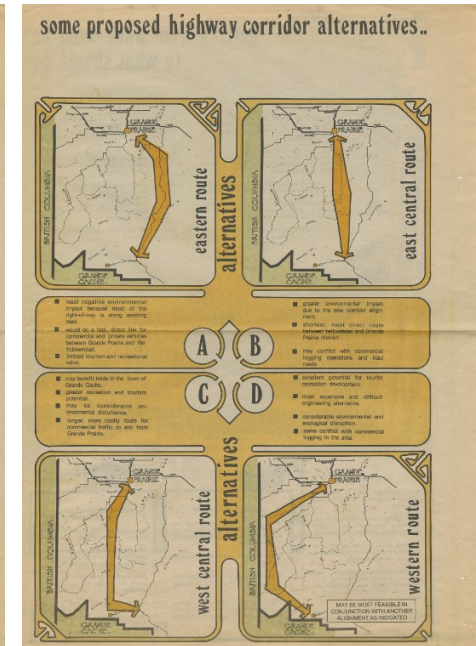 some proposed highway corridor alternatives..
GRANDE
PRAIRIE
BRITISH COLUMBIA
GRANDE
CACHE
eastern route
alternatives
GRANDE
PRAIRIE
BRITISH COLUMBIA
GRANDE
CACHE
east central route
least negative environmental
impact because most of the
right-of-way is along existing
road.
would be a fast, direct link for
commercial and private vehicles
between Grande Prairie and the
Yellowhead.
limited tourism and recreational
value.
A
B
greater environmental impact
due to the new corridor align-
ment.
shortest, most direct route
between Yellowhead and Grande
Prairie district.
may conflict with commercial
logging operations and haul
roads.
may benefit trade in the town of
Grande Cache.
greater recreation and tourism
potential.
may be considerable en-
vironmental disturbance.
longer, more costly route for
commercial traffic to and from
Grande Prairie.
C
D
excellent potential for tourist
recreation development.
most expensive and difficult
engineering alternative.
considerable environmental and
ecological disruption.
some conflict with commercial
logging in the area.
GRANDE
PRAIRIE
BRITISH COLUMBIA
GRANDE
CACHE
west central route
alternatives
GRANDE
PRAIRIE
BRITISH COLUMBIA
GRANDE
CACHE
western route
MAY BE MOST FEASIBLE IN
CONJUNCTION WITH ANOTHER
ALIGNMENT AS INDICATED